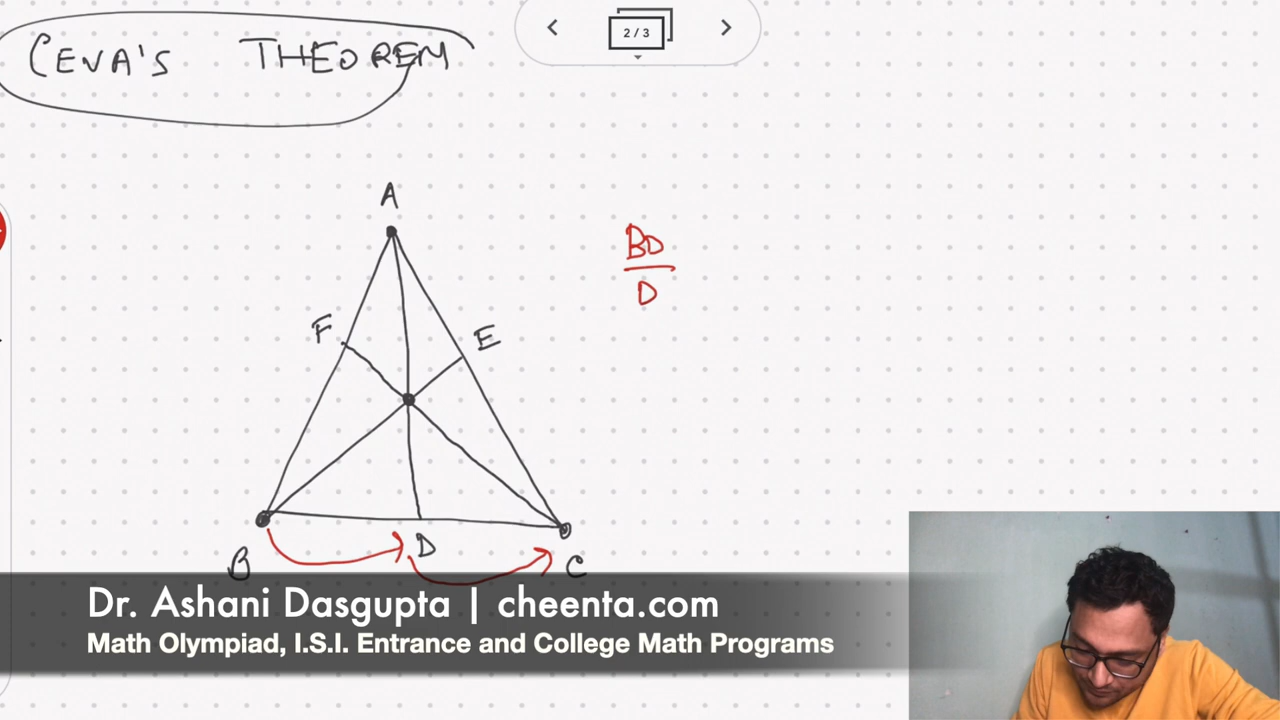 CEVA'S THEOREM
2 / 3
A
BD
D
F
E
D
B
C
Dr. Ashani Dasgupta | cheenta.com
Math Olympiad, I.S.I. Entrance and College Math Programs